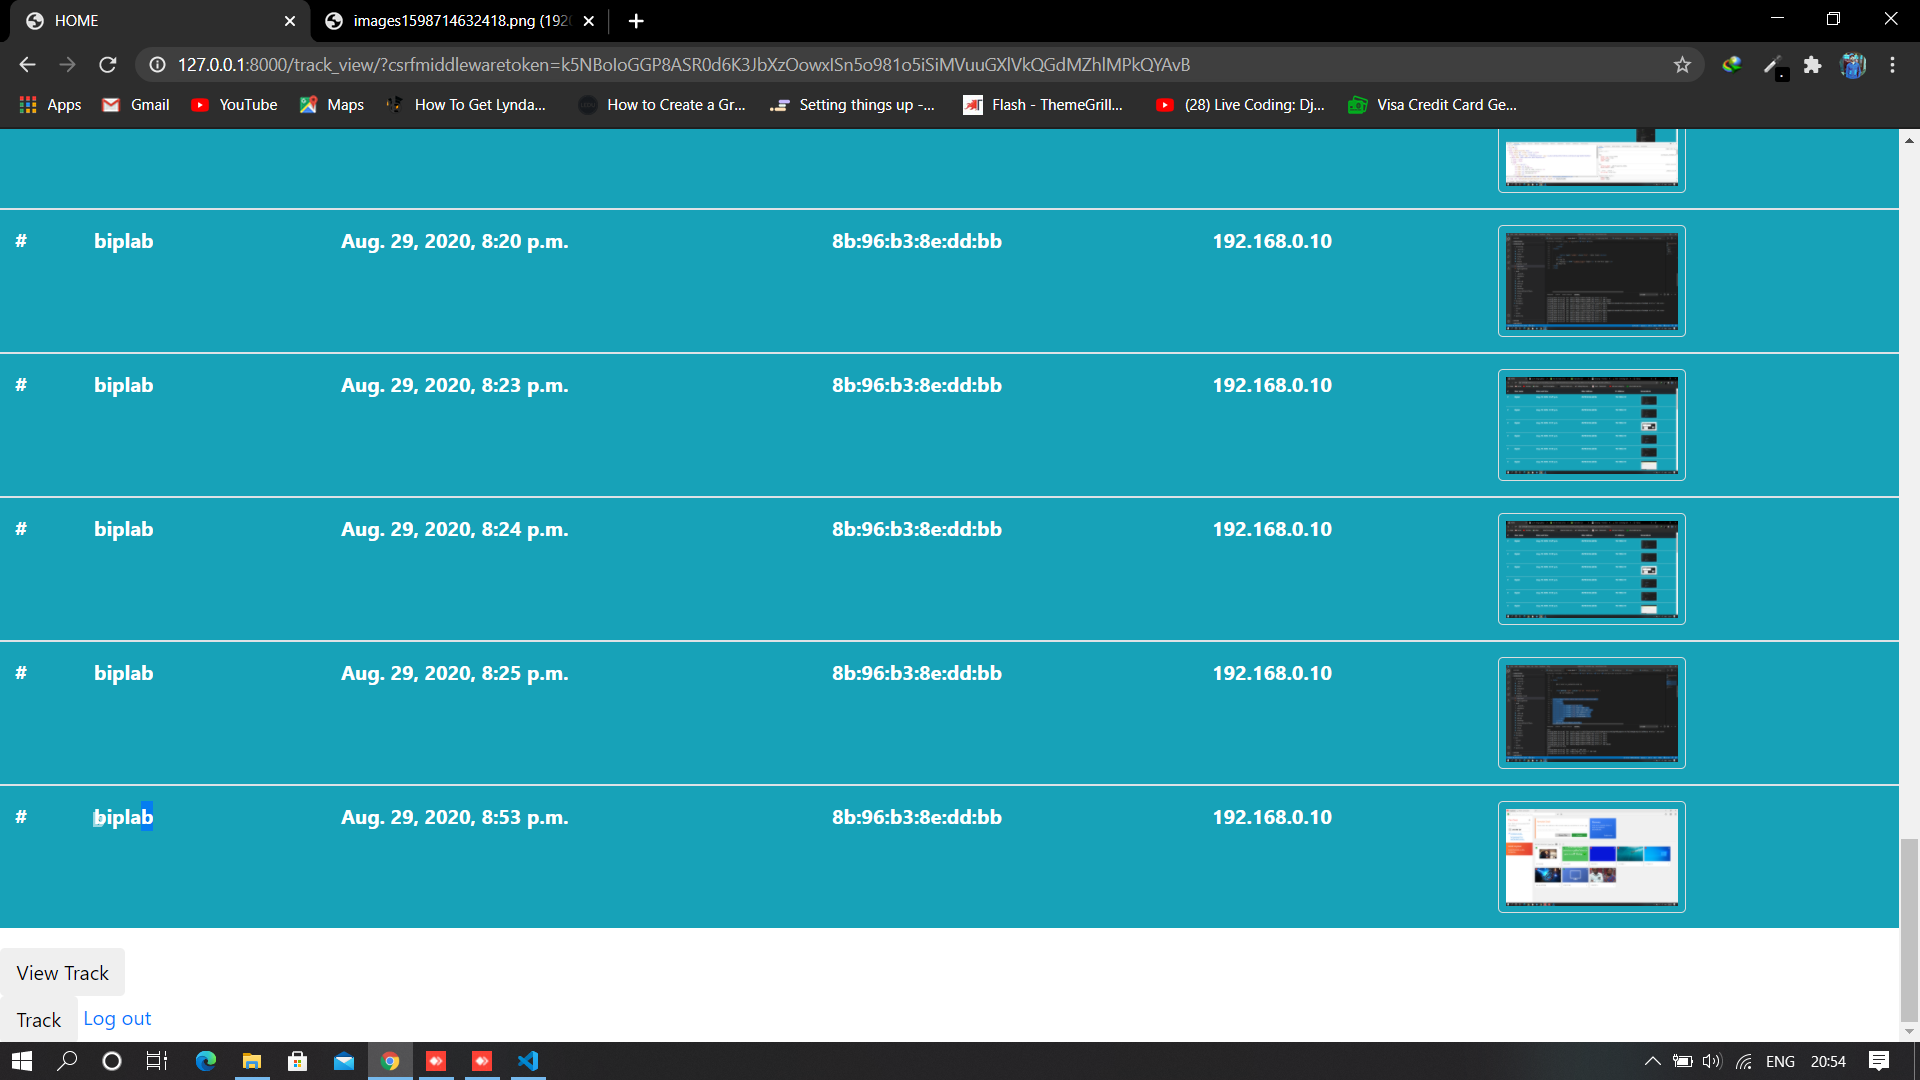 HOME
images1598714632418.png (192
127.0.0.1:8000/track_view/?csrfmiddlewaretoken=k5NBoIoGGP8ASR0d6K3JbXzOowxISn5o981o5iSiMVuuGXlVkQGdMZhlMPkQYAvB
Apps Gmail YouTube Maps How To Get Lynda... How to Create a Gr... Setting things up -... Flash - ThemeGrill... (28) Live Coding: Dj... Visa Credit Card Ge...
# biplab Aug. 29, 2020, 8:20 p.m. 8b:96:b3:8e:dd:bb 192.168.0.10
# biplab Aug. 29, 2020, 8:23 p.m. 8b:96:b3:8e:dd:bb 192.168.0.10
# biplab Aug. 29, 2020, 8:24 p.m. 8b:96:b3:8e:dd:bb 192.168.0.10
# biplab Aug. 29, 2020, 8:25 p.m. 8b:96:b3:8e:dd:bb 192.168.0.10
# biplab Aug. 29, 2020, 8:53 p.m. 8b:96:b3:8e:dd:bb 192.168.0.10
View Track
Track Log out
ENG 20:54